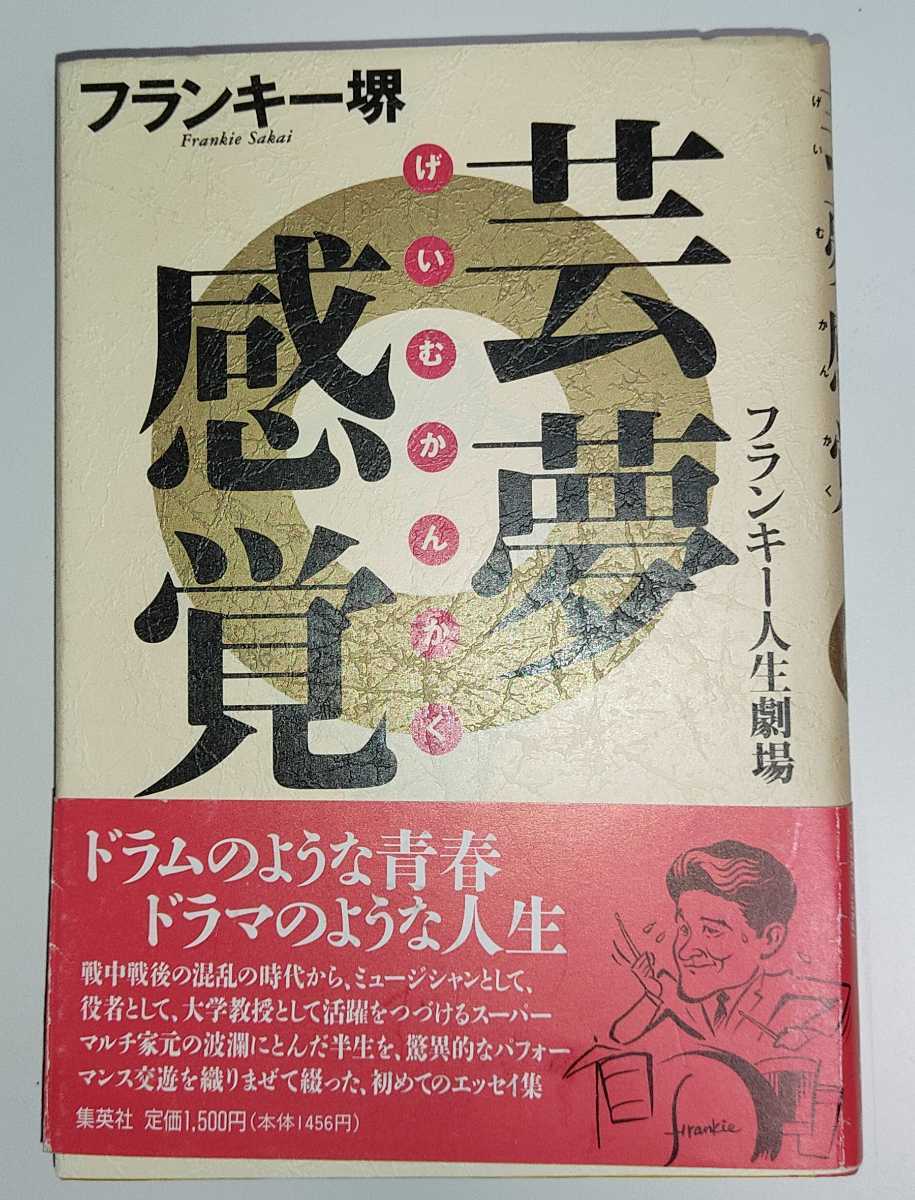 フランキー堺
Frankie Sakai
芸夢
感覚
げいむかんかく
フランキー人生劇場
げいむかんかく
ドラムのような青春
ドラマのような人生
戦中戦後の混乱の時代から、ミュージシャンとして、
役者として、大学教授として活躍をつづけるスーパー
マルチ家元の波瀾にとんだ半生を、驚異的なパフォー
マンス交遊を織りまぜて綴った、初めてのエッセイ集
集英社 定価1,500円(本体1456円)
frankie